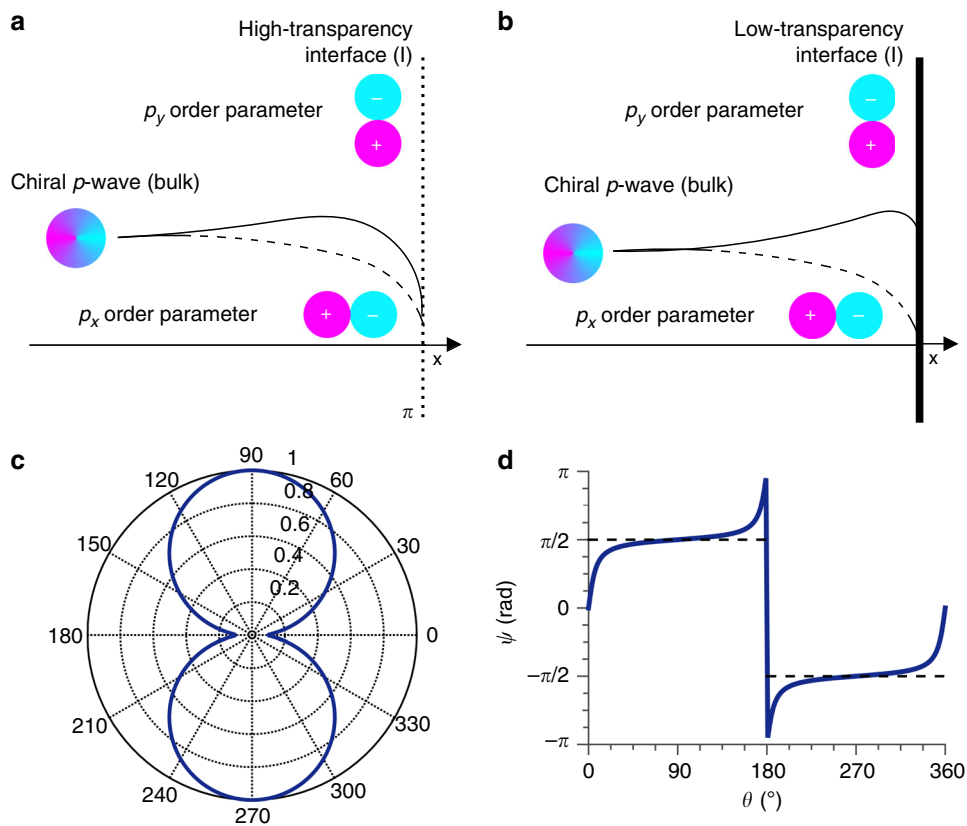 a
High-transparency
interface (I)
p_y order parameter
−
+
Chiral p-wave (bulk)
p_x order parameter
+ −
x
π
b
Low-transparency
interface (I)
p_y order parameter
−
+
Chiral p-wave (bulk)
p_x order parameter
+ −
x
c
90
1
120
60
0.8
0.6
150
30
0.4
0.2
180
0
210
330
240
300
270
d
π
π/2
0
−π/2
−π
ψ (rad)
0 90 180 270 360
θ (°)